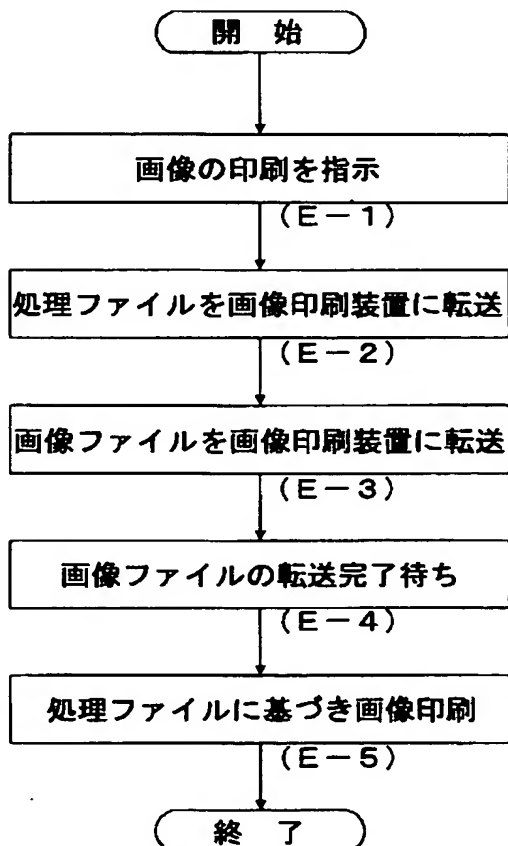 開 始
画像の印刷を指示
(E-1)
処理ファイルを画像印刷装置に転送
(E-2)
画像ファイルを画像印刷装置に転送
(E-3)
画像ファイルの転送完了待ち
(E-4)
処理ファイルに基づき画像印刷
(E-5)
終 了